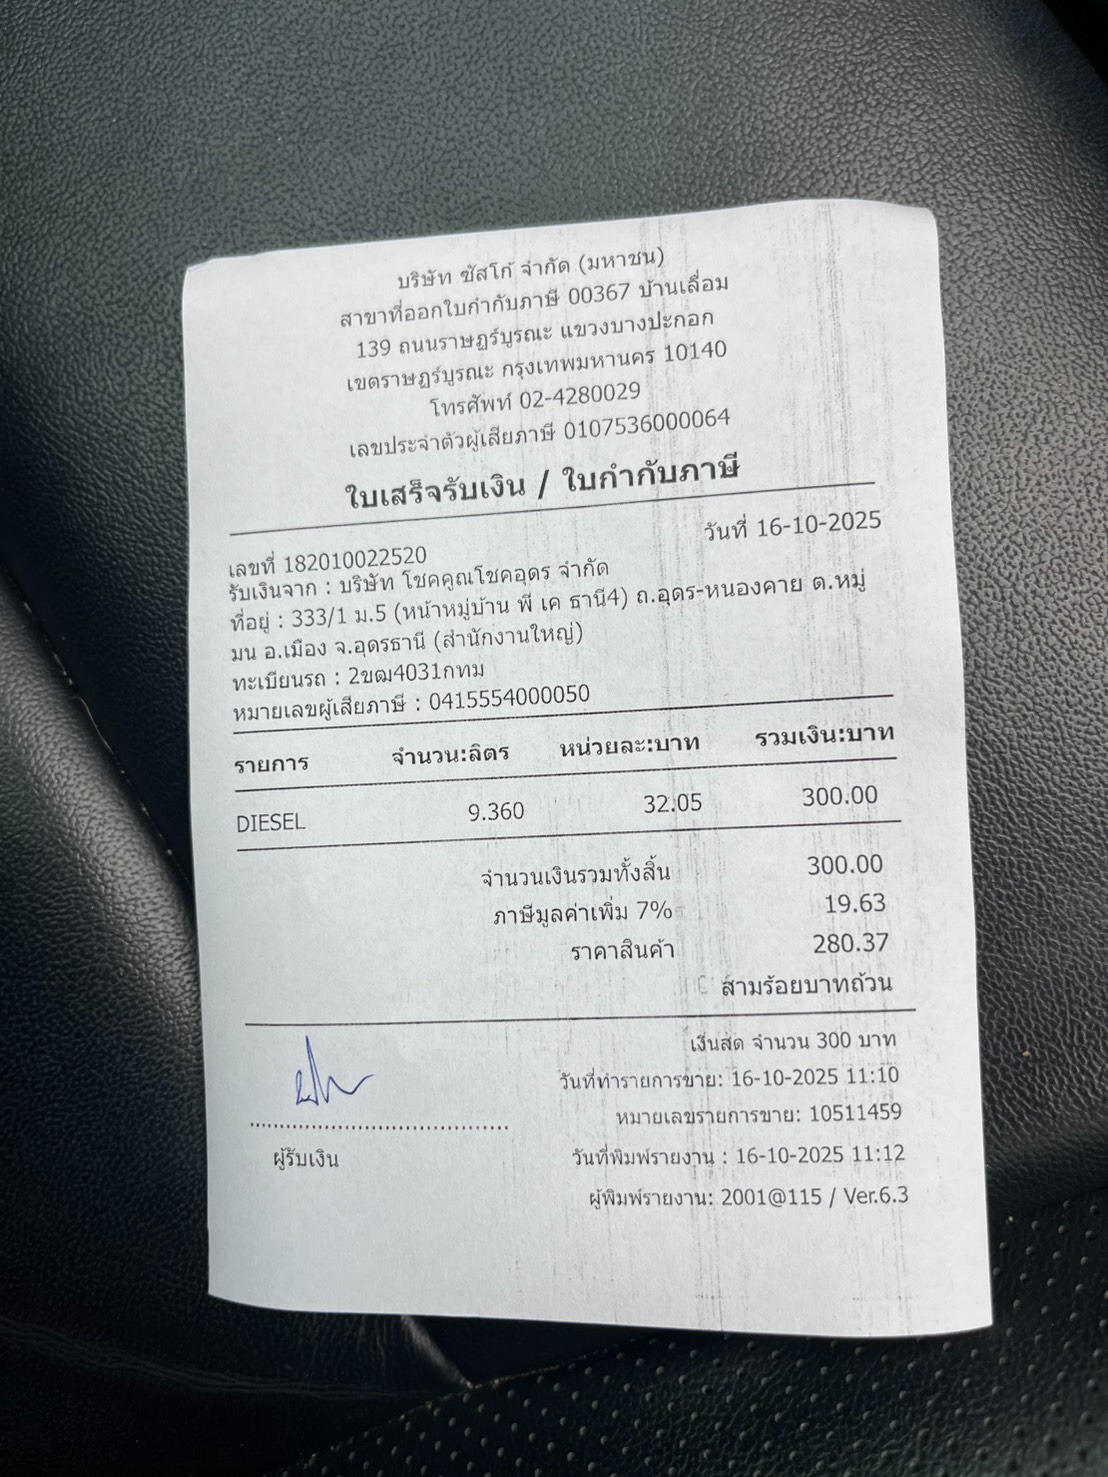 บริษัท ซัสโก้ จำกัด (มหาชน)
สาขาที่ออกใบกำกับภาษี 00367 บ้านเลื่อม
139 ถนนราษฎร์บูรณะ แขวงบางปะกอก
เขตราษฎร์บูรณะ กรุงเทพมหานคร 10140
โทรศัพท์ 02-4280029
เลขประจำตัวผู้เสียภาษี 0107536000064
ใบเสร็จรับเงิน / ใบกำกับภาษี
วันที่ 16-10-2025
เลขที่ 182010022520
รับเงินจาก : บริษัท โชคคูณโชคอุดร จำกัด
ที่อยู่ : 333/1 ม.5 (หน้าหมู่บ้าน พี เค ธานี4) ถ.อุดร-หนองคาย ต.หมู่
มน อ.เมือง จ.อุดรธานี (สำนักงานใหญ่)
ทะเบียนรถ : 2ขฒ4031กทม
หมายเลขผู้เสียภาษี : 0415554000050
รายการ จำนวน:ลิตร หน่วยละ:บาท รวมเงิน:บาท
DIESEL 9.360 32.05 300.00
จำนวนเงินรวมทั้งสิ้น 300.00
ภาษีมูลค่าเพิ่ม 7% 19.63
ราคาสินค้า 280.37
สามร้อยบาทถ้วน
เงินสด จำนวน 300 บาท
วันที่ทำรายการขาย: 16-10-2025 11:10
หมายเลขรายการขาย: 10511459
ผู้รับเงิน
วันที่พิมพ์รายงาน : 16-10-2025 11:12
ผู้พิมพ์รายงาน: 2001@115 / Ver.6.3